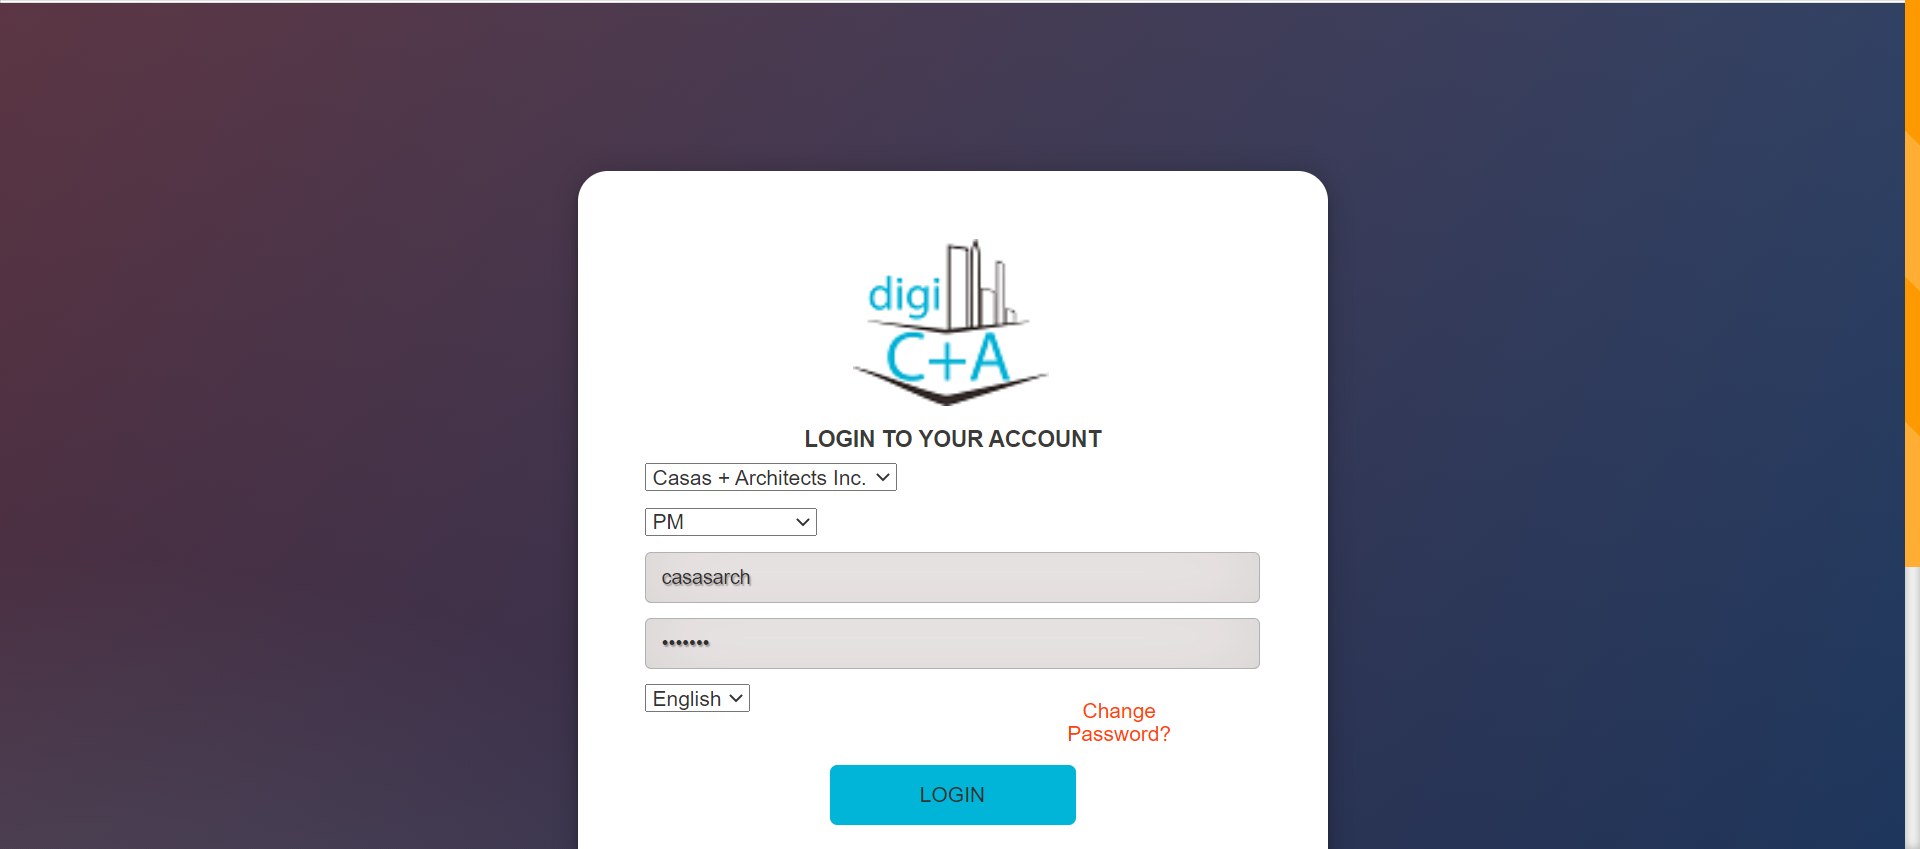 digi
C+A
LOGIN TO YOUR ACCOUNT
Casas + Architects Inc.
PM
casasarch
•••••••
English
Change
Password?
LOGIN